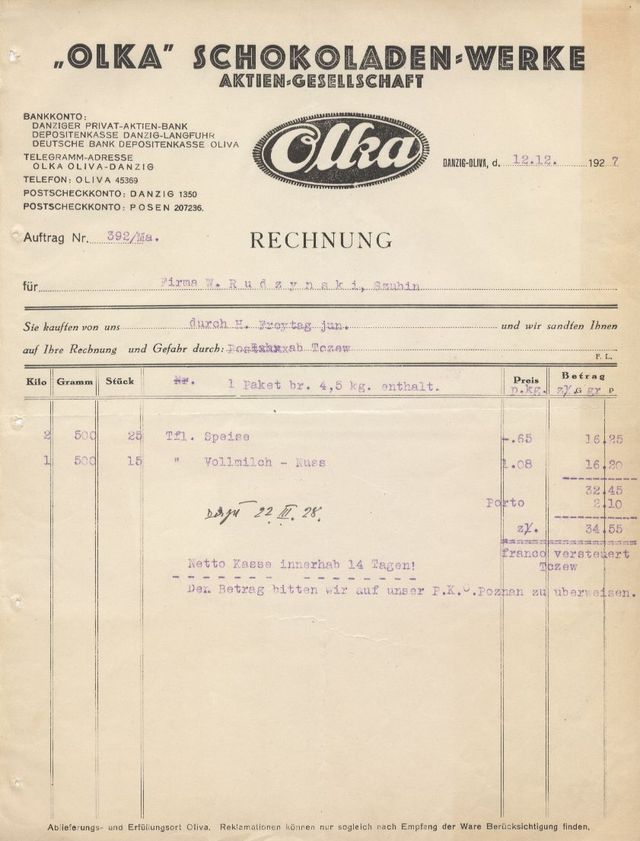 „OLKA” SCHOKOLADEN-WERKE
AKTIEN-GESELLSCHAFT
BANKKONTO:
DANZIGER PRIVAT-AKTIEN-BANK
DEPOSITENKASSE DANZIG-LANGFUHR
DEUTSCHE BANK DEPOSITENKASSE OLIVA
TELEGRAMM-ADRESSE
OLKA OLIVA-DANZIG
TELEFON: OLIVA 45369
POSTSCHECKKONTO: DANZIG 1350
POSTSCHECKKONTO: POSEN 207236.
Olka
DANZIG-OLIVA, d. 12.12. 1927
Auftrag Nr. 392/Ma.
RECHNUNG
für Firma W. Rudzynski, Szubin
Sie kauften von uns durch H. Freytag jun. und wir sandten Ihnen
auf Ihre Rechnung und Gefahr durch: ab Tczew
F. L.
Kilo Gramm Stück Nr. 1 Paket br. 4,5 kg. enthalt. Preis p.kg. Betrag zł. G gr P
2 500 25 Tfl. Speise -.65 16.25
1 500 15 " Vollmilch - Nuss 1.08 16.20
32.45
Porto 2.10
22. III. 28.
zł. 34.55
franco versteuert
Tczew
Netto Kasse innerhab 14 Tagen!
Den Betrag bitten wir auf unser P.K.O. Poznan zu uberweisen.
Ablieferungs- und Erfüllungsort Oliva. Reklamationen können nur sogleich nach Empfang der Ware Berücksichtigung finden.